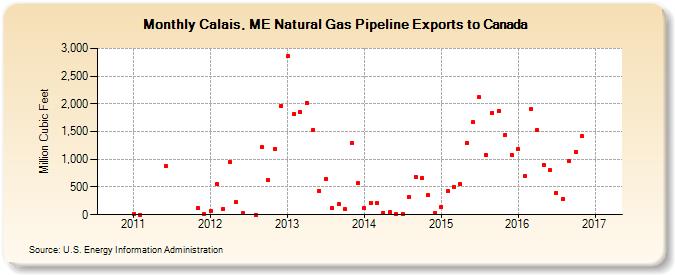 Monthly Calais, ME Natural Gas Pipeline Exports to Canada
Million Cubic Feet
3,000
2,500
2,000
1,500
1,000
500
0
2011 2012 2013 2014 2015 2016 2017
Source: U.S. Energy Information Administration